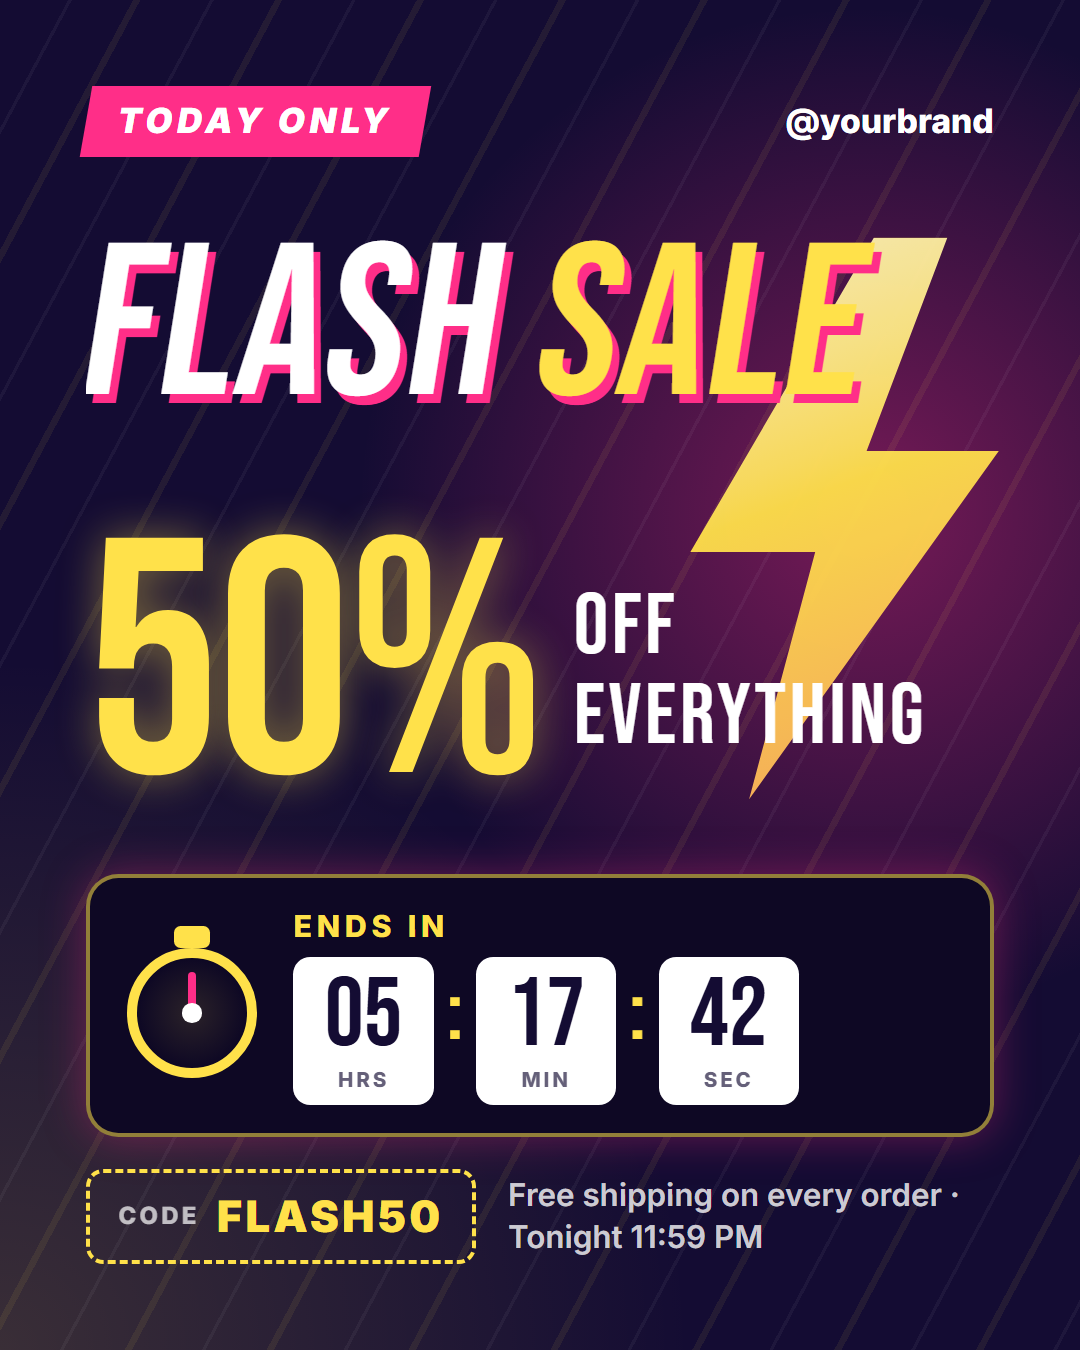 TODAY ONLY
@yourbrand
FLASH SALE
50%
OFF
EVERYTHING
ENDS IN
05 : 17 : 42
HRS MIN SEC
CODE FLASH50
Free shipping on every order ·
Tonight 11:59 PM